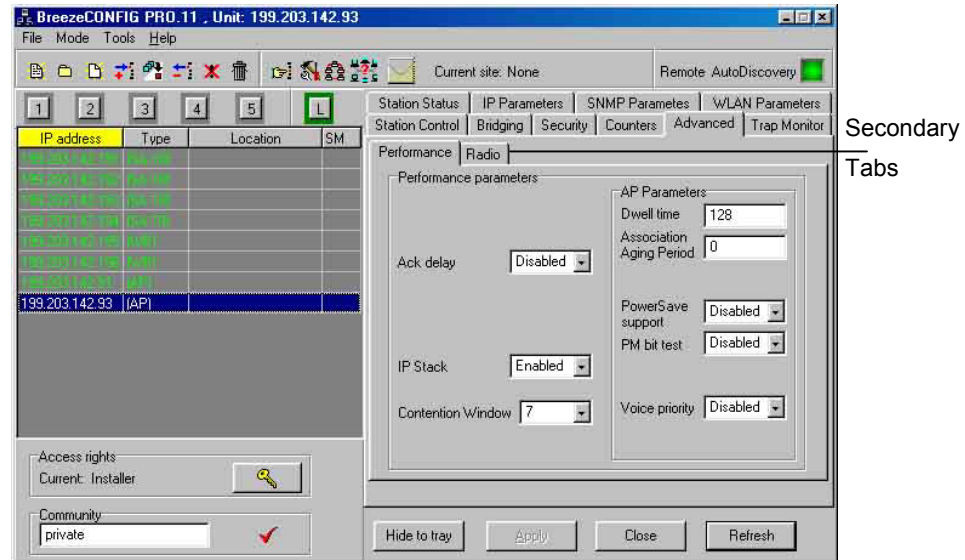 BreezeCONFIG PRO.11 , Unit: 199.203.142.93
File Mode Tools Help
Current site: None
Remote AutoDiscovery
1 2 3 4 5 L
IP address Type Location SM
199.203.142.93 (AP)
Access rights
Current: Installer
Community
private
Station Status IP Parameters SNMP Parametes WLAN Parameters
Station Control Bridging Security Counters Advanced Trap Monitor
Performance Radio
Performance parameters
Ack delay Disabled
IP Stack Enabled
Contention Window 7
AP Parameters
Dwell time 128
Association
Aging Period 0
PowerSave
support Disabled
PM bit test Disabled
Voice priority Disabled
Hide to tray Apply Close Refresh
Secondary
Tabs